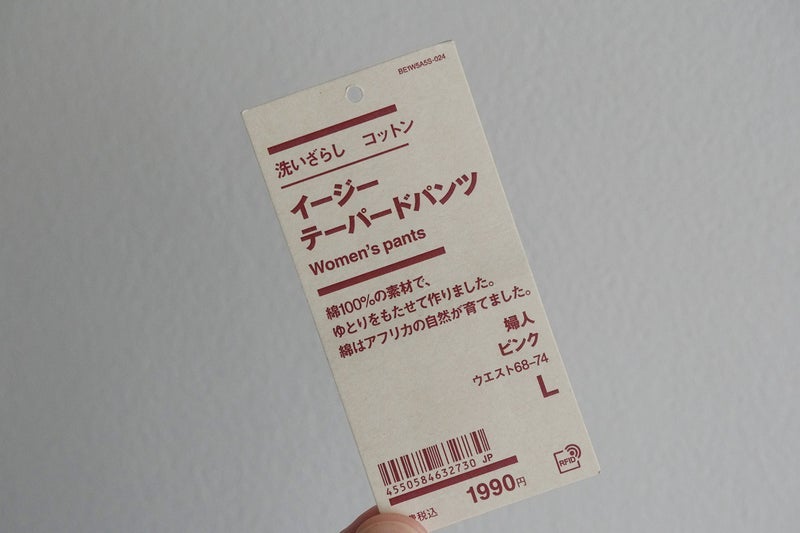 BE1W5A5S-024
洗いざらし コットン
イージー
テーパードパンツ
Women's pants
綿100%の素材で、
ゆとりをもたせて作りました。
綿はアフリカの自然が育てました。
婦人
ピンク
ウエスト68-74
L
4550584632730 JP
RFID
税込 1990円